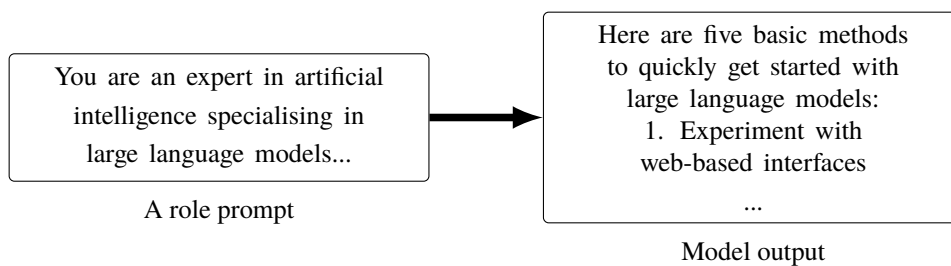 You are an expert in artificial
intelligence specialising in
large language models...
A role prompt
Here are five basic methods
to quickly get started with
large language models:
1. Experiment with
web-based interfaces
...
Model output